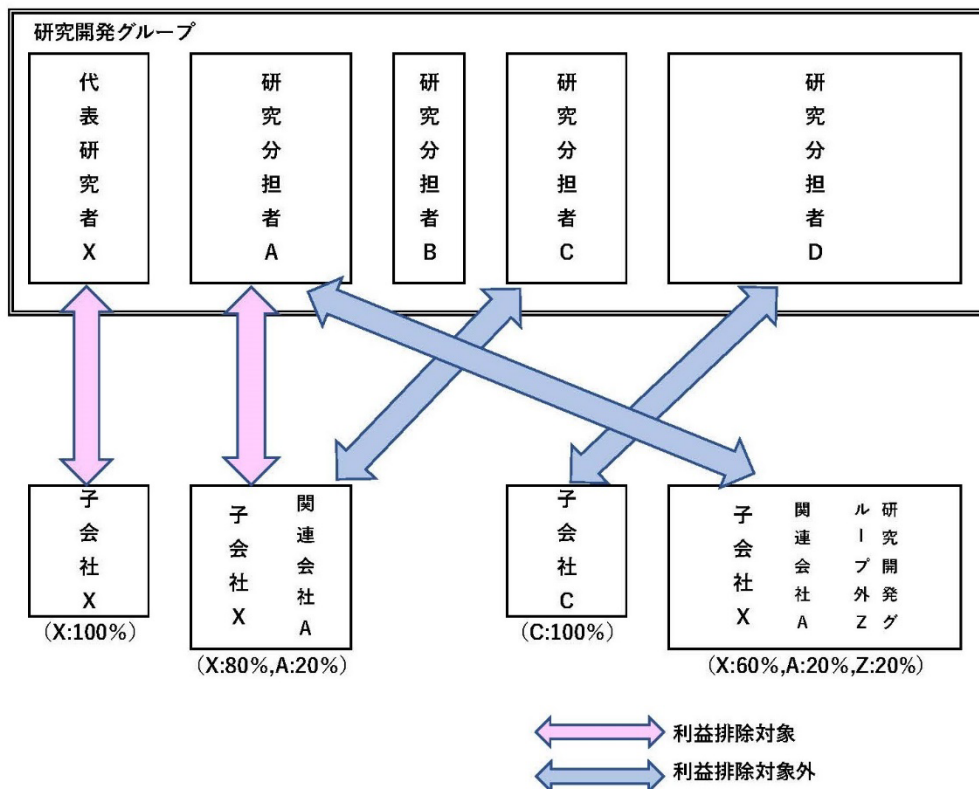 研究開発グループ
代表研究者X
研究分担者A
研究分担者B
研究分担者C
研究分担者D
子会社X
(X:100%)
子会社X
関連会社A
(X:80%,A:20%)
子会社C
(C:100%)
子会社X
関連会社A
研究開発グ
ループ外Z
(X:60%,A:20%,Z:20%)
利益排除対象
利益排除対象外